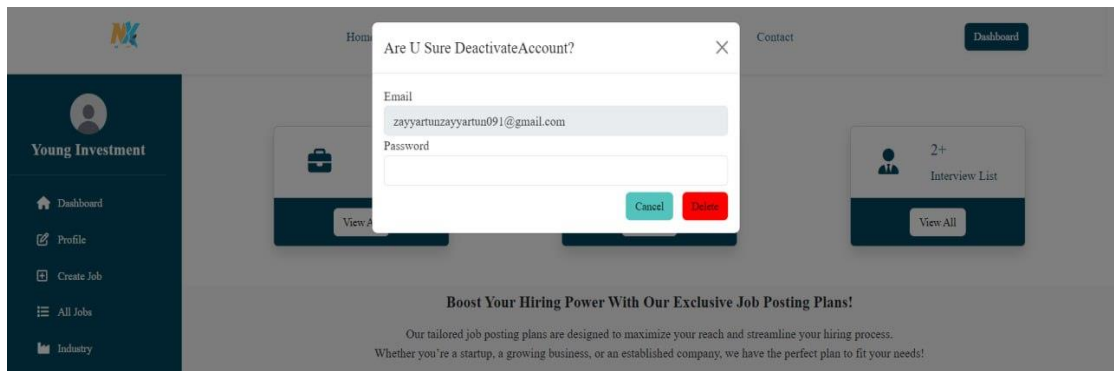 NX
Home
Contact
Dashboard
Are U Sure DeactivateAccount?
Email
zayyartunzayyartun091@gmail.com
Password
Cancel
Delete
Young Investment
Dashboard
Profile
Create Job
All Jobs
Industry
View A
2+
Interview List
View All
Boost Your Hiring Power With Our Exclusive Job Posting Plans!
Our tailored job posting plans are designed to maximize your reach and streamline your hiring process.
Whether you're a startup, a growing business, or an established company, we have the perfect plan to fit your needs!